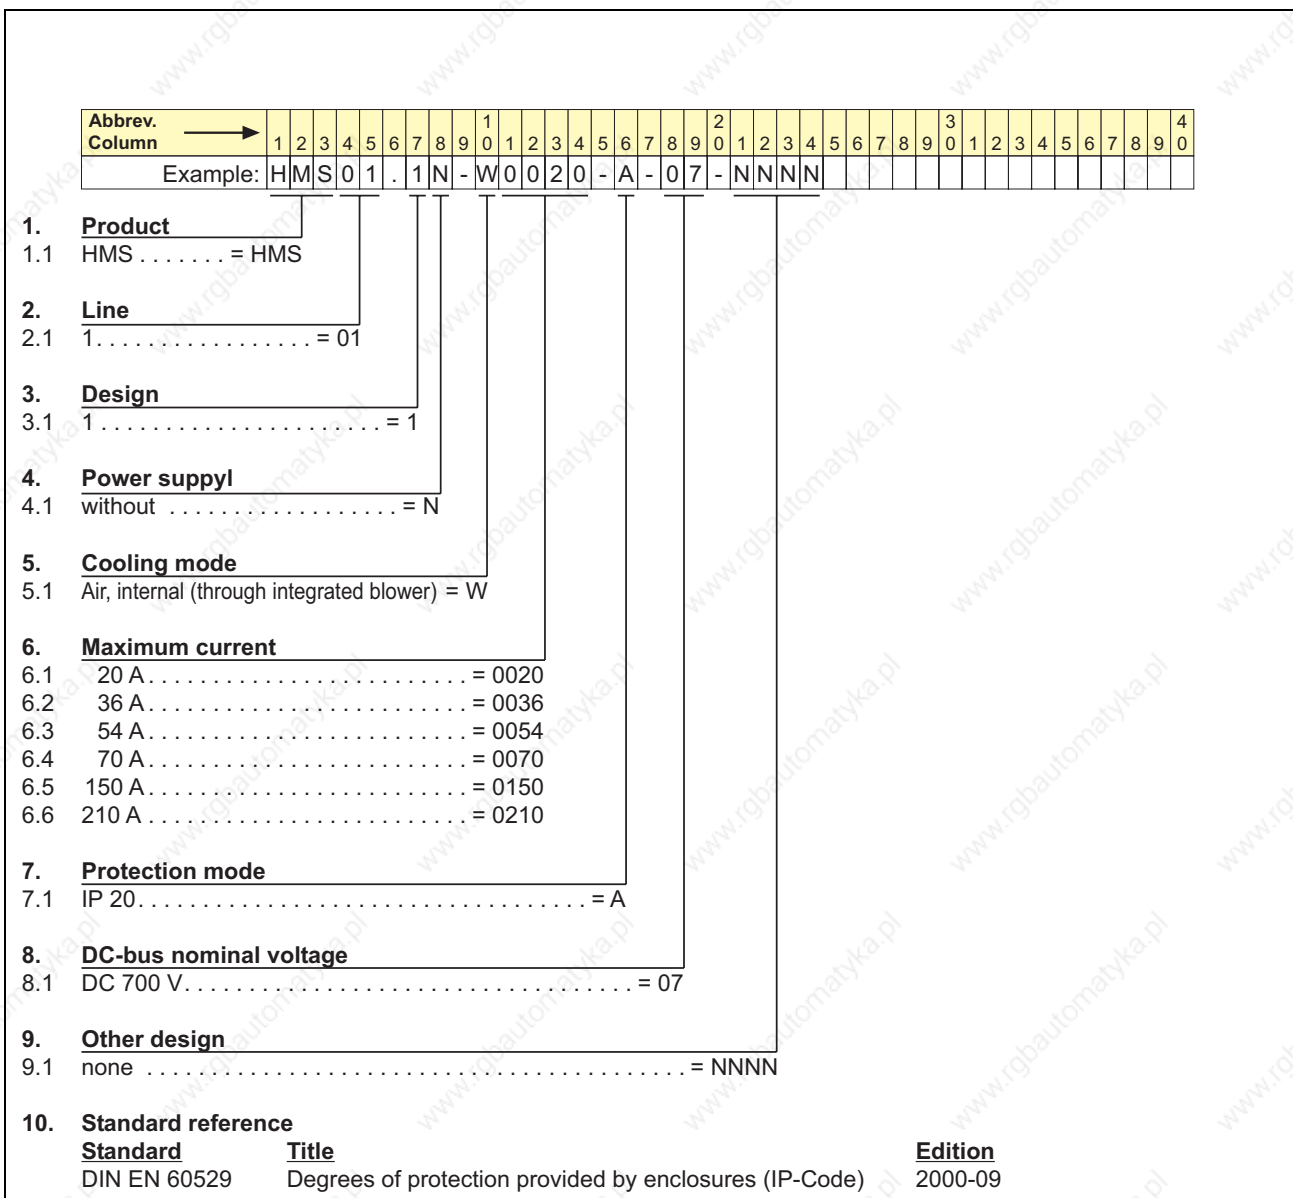 Abbrev. 1 2 3 4
Column 1 2 3 4 5 6 7 8 9 0 1 2 3 4 5 6 7 8 9 0 1 2 3 4 5 6 7 8 9 0 1 2 3 4 5 6 7 8 9 0
Example: H M S 0 1 . 1 N - W 0 0 2 0 - A - 0 7 - N N N N
1. Product
1.1 HMS . . . . . . . = HMS
2. Line
2.1 1. . . . . . . . . . . . . . . . . = 01
3. Design
3.1 1 . . . . . . . . . . . . . . . . . . . . . . = 1
4. Power suppyl
4.1 without . . . . . . . . . . . . . . . . . . = N
5. Cooling mode
5.1 Air, internal (through integrated blower) = W
6. Maximum current
6.1 20 A. . . . . . . . . . . . . . . . . . . . . . . . . = 0020
6.2 36 A. . . . . . . . . . . . . . . . . . . . . . . . . = 0036
6.3 54 A. . . . . . . . . . . . . . . . . . . . . . . . . = 0054
6.4 70 A. . . . . . . . . . . . . . . . . . . . . . . . . = 0070
6.5 150 A. . . . . . . . . . . . . . . . . . . . . . . . . = 0150
6.6 210 A . . . . . . . . . . . . . . . . . . . . . . . . . = 0210
7. Protection mode
7.1 IP 20. . . . . . . . . . . . . . . . . . . . . . . . . . . . . . . . . . . = A
8. DC-bus nominal voltage
8.1 DC 700 V. . . . . . . . . . . . . . . . . . . . . . . . . . . . . . . . . . . = 07
9. Other design
9.1 none . . . . . . . . . . . . . . . . . . . . . . . . . . . . . . . . . . . . . . . . . . = NNNN
10. Standard reference
Standard Title Edition
DIN EN 60529 Degrees of protection provided by enclosures (IP-Code) 2000-09
www.rgbautomatyka.pl